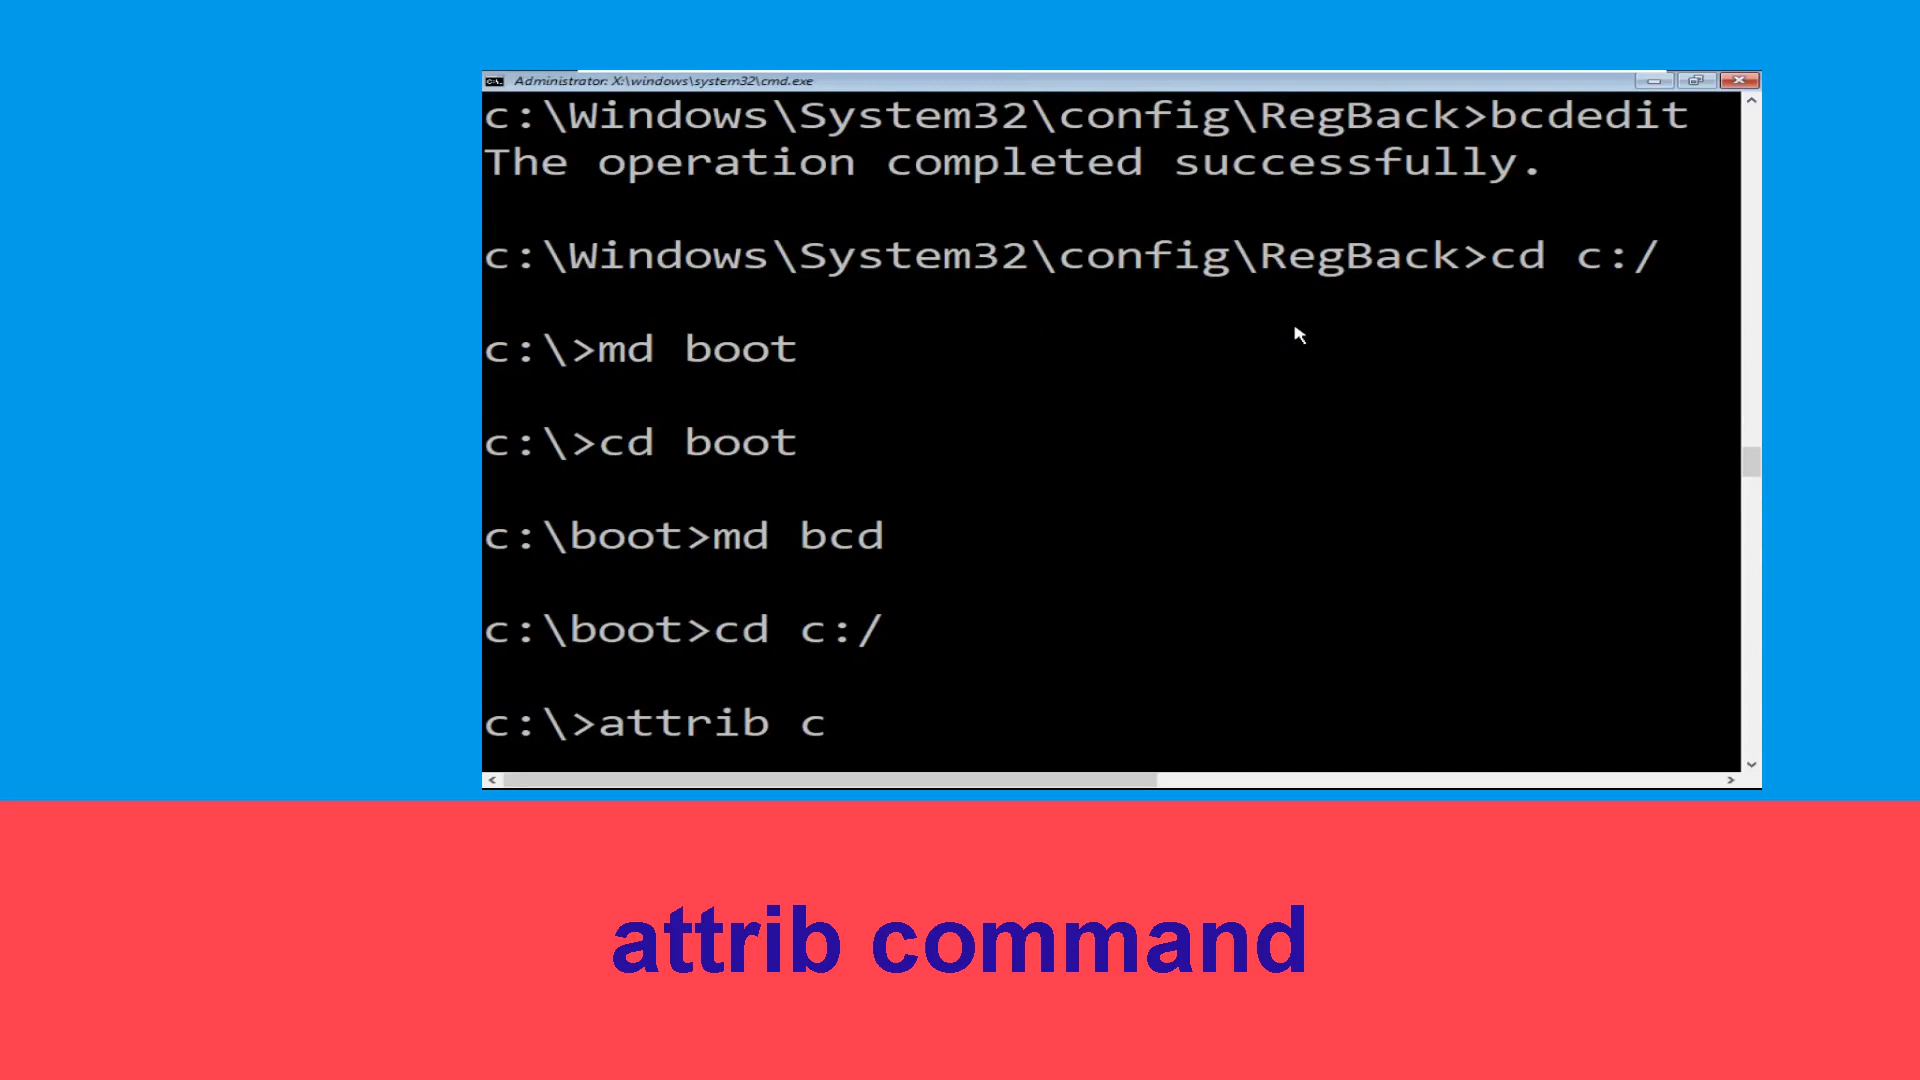 Administrator: X:\windows\system32\cmd.exe
c:\Windows\System32\config\RegBack>bcdedit
The operation completed successfully.
c:\Windows\System32\config\RegBack>cd c:/
c:\>md boot
c:\>cd boot
c:\boot>md bcd
c:\boot>cd c:/
c:\>attrib c
attrib command